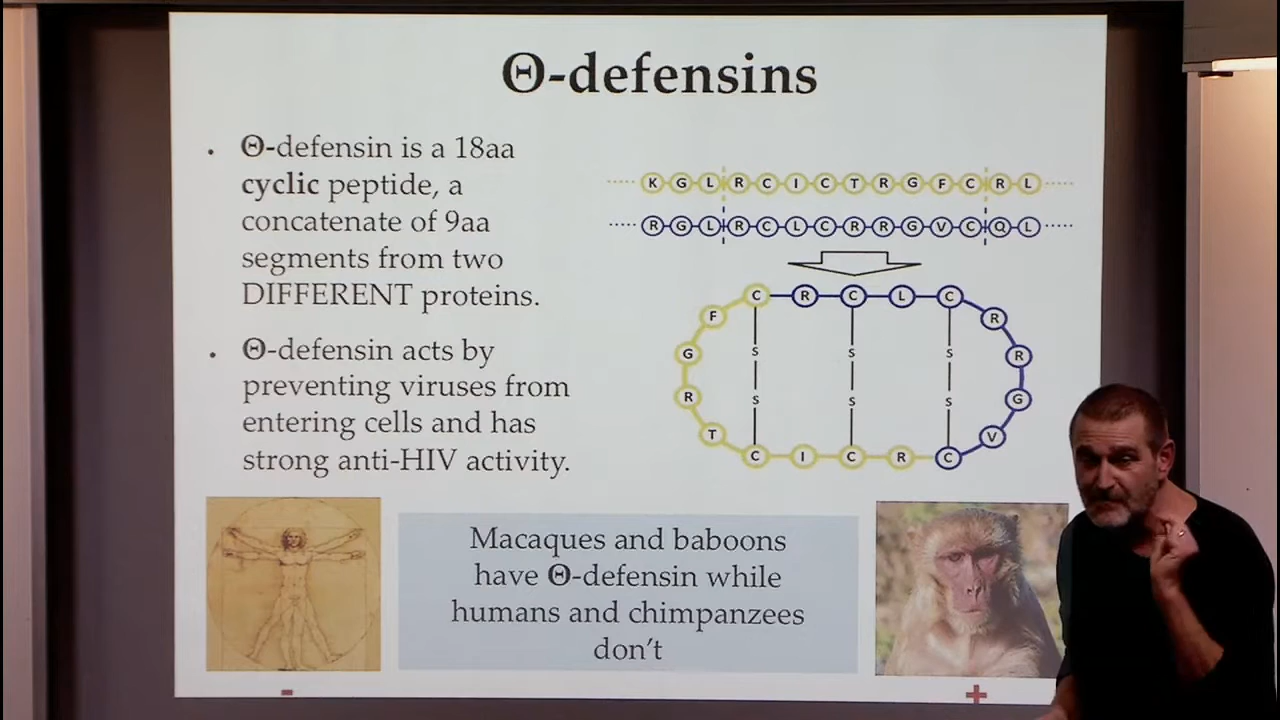 Θ-defensins
• Θ-defensin is a 18aa
cyclic peptide, a
concatenate of 9aa
segments from two
DIFFERENT proteins.
• Θ-defensin acts by
preventing viruses from
entering cells and has
strong anti-HIV activity.
K G L R C I C T R G F C R L
R G L R C L C R R G V C Q L
C R C L C
F R
S S S
G R
R S S S G
T V
C I C R C
Macaques and baboons
have Θ-defensin while
humans and chimpanzees
don't
- +